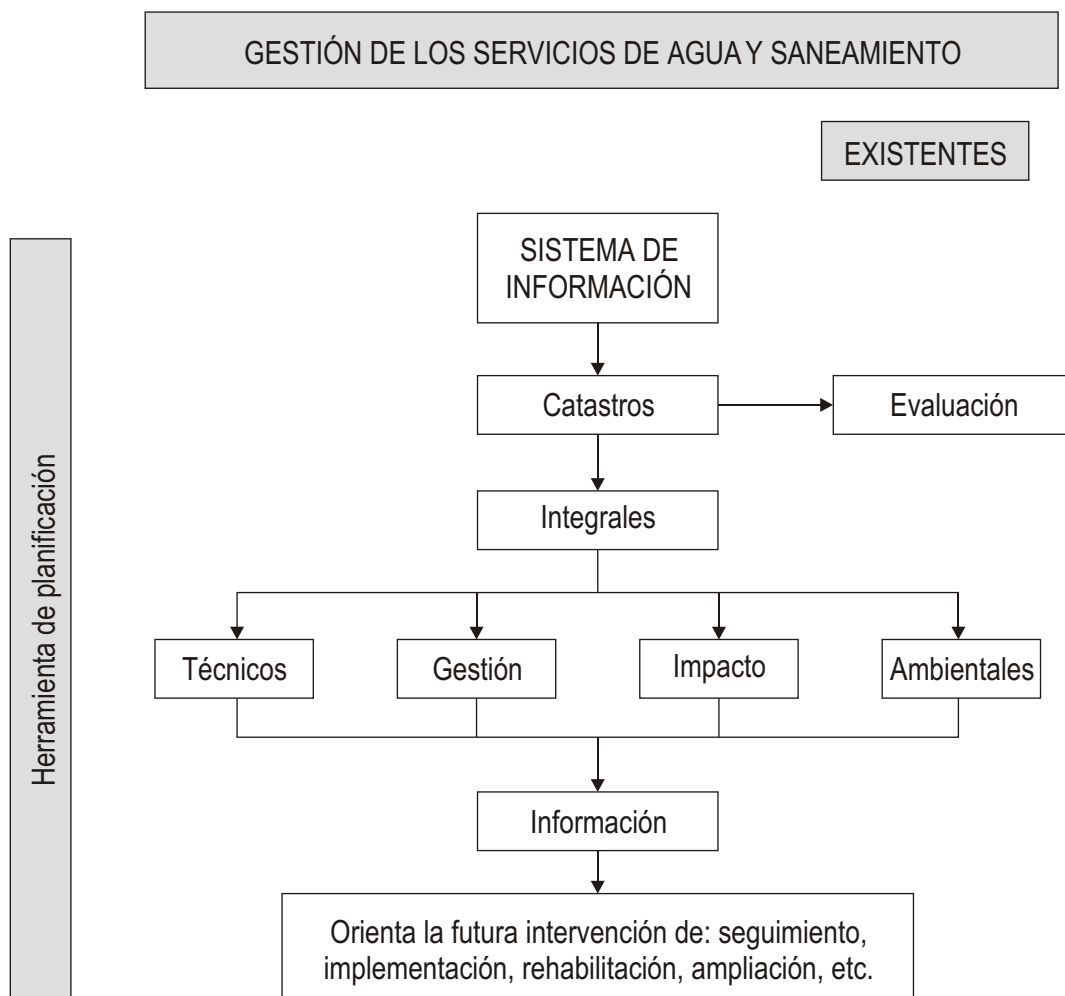 GESTIÓN DE LOS SERVICIOS DE AGUA Y SANEAMIENTO
EXISTENTES
Herramienta de planificación
SISTEMA DE
INFORMACIÓN
Catastros
Evaluación
Integrales
Técnicos
Gestión
Impacto
Ambientales
Información
Orienta la futura intervención de: seguimiento,
implementación, rehabilitación, ampliación, etc.